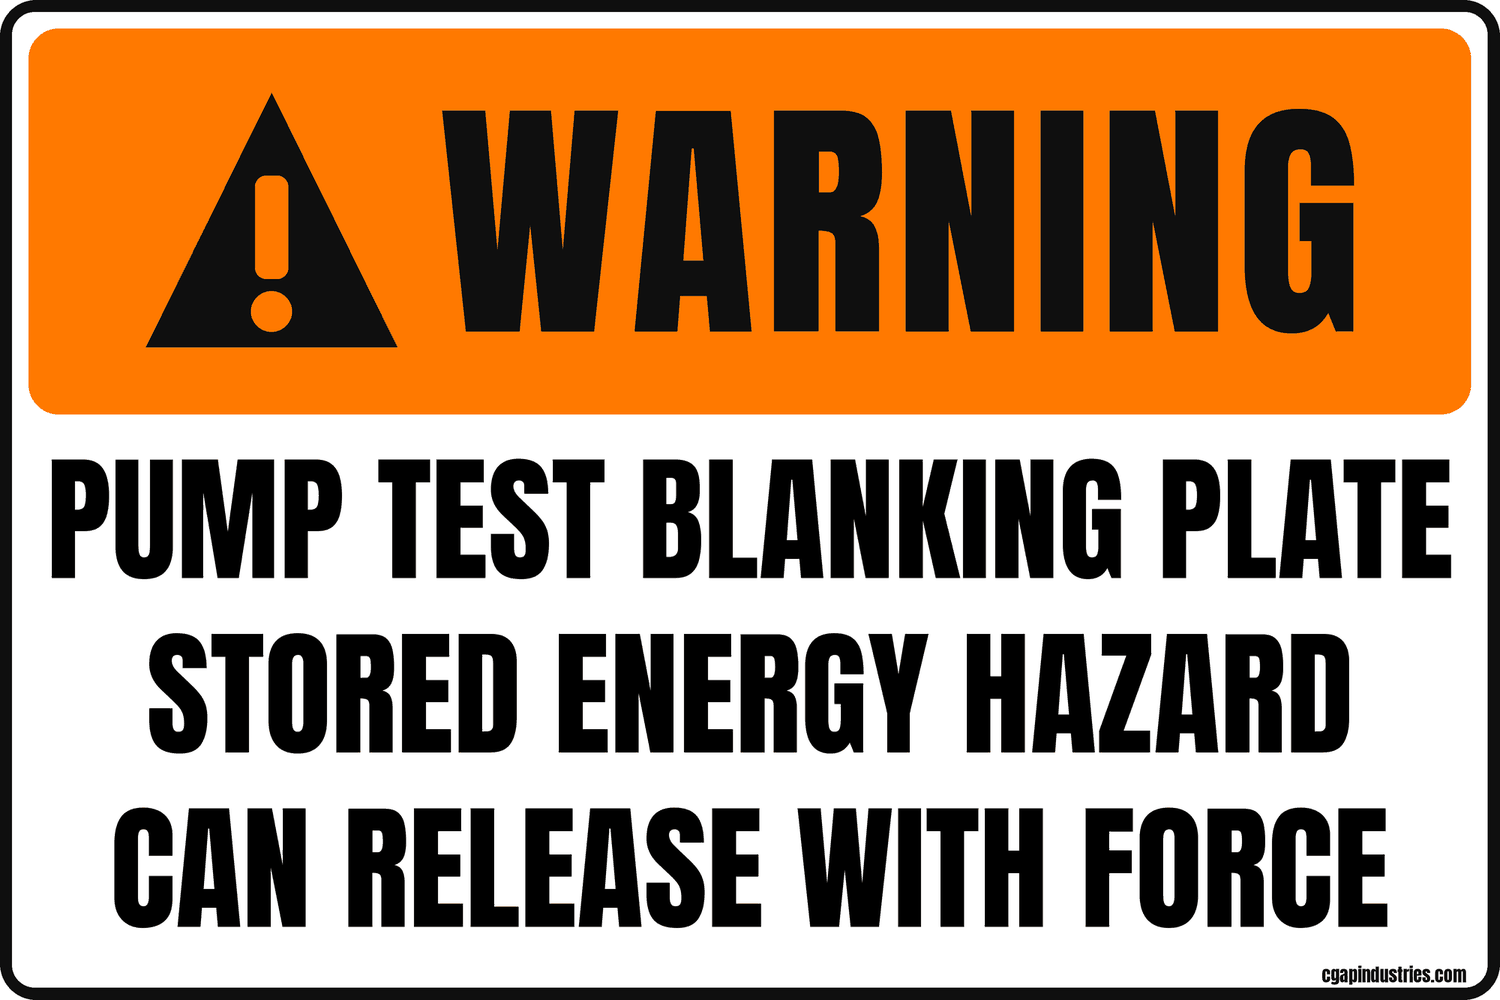 WARNING
PUMP TEST BLANKING PLATE
STORED ENERGY HAZARD
CAN RELEASE WITH FORCE
cgapindustries.com